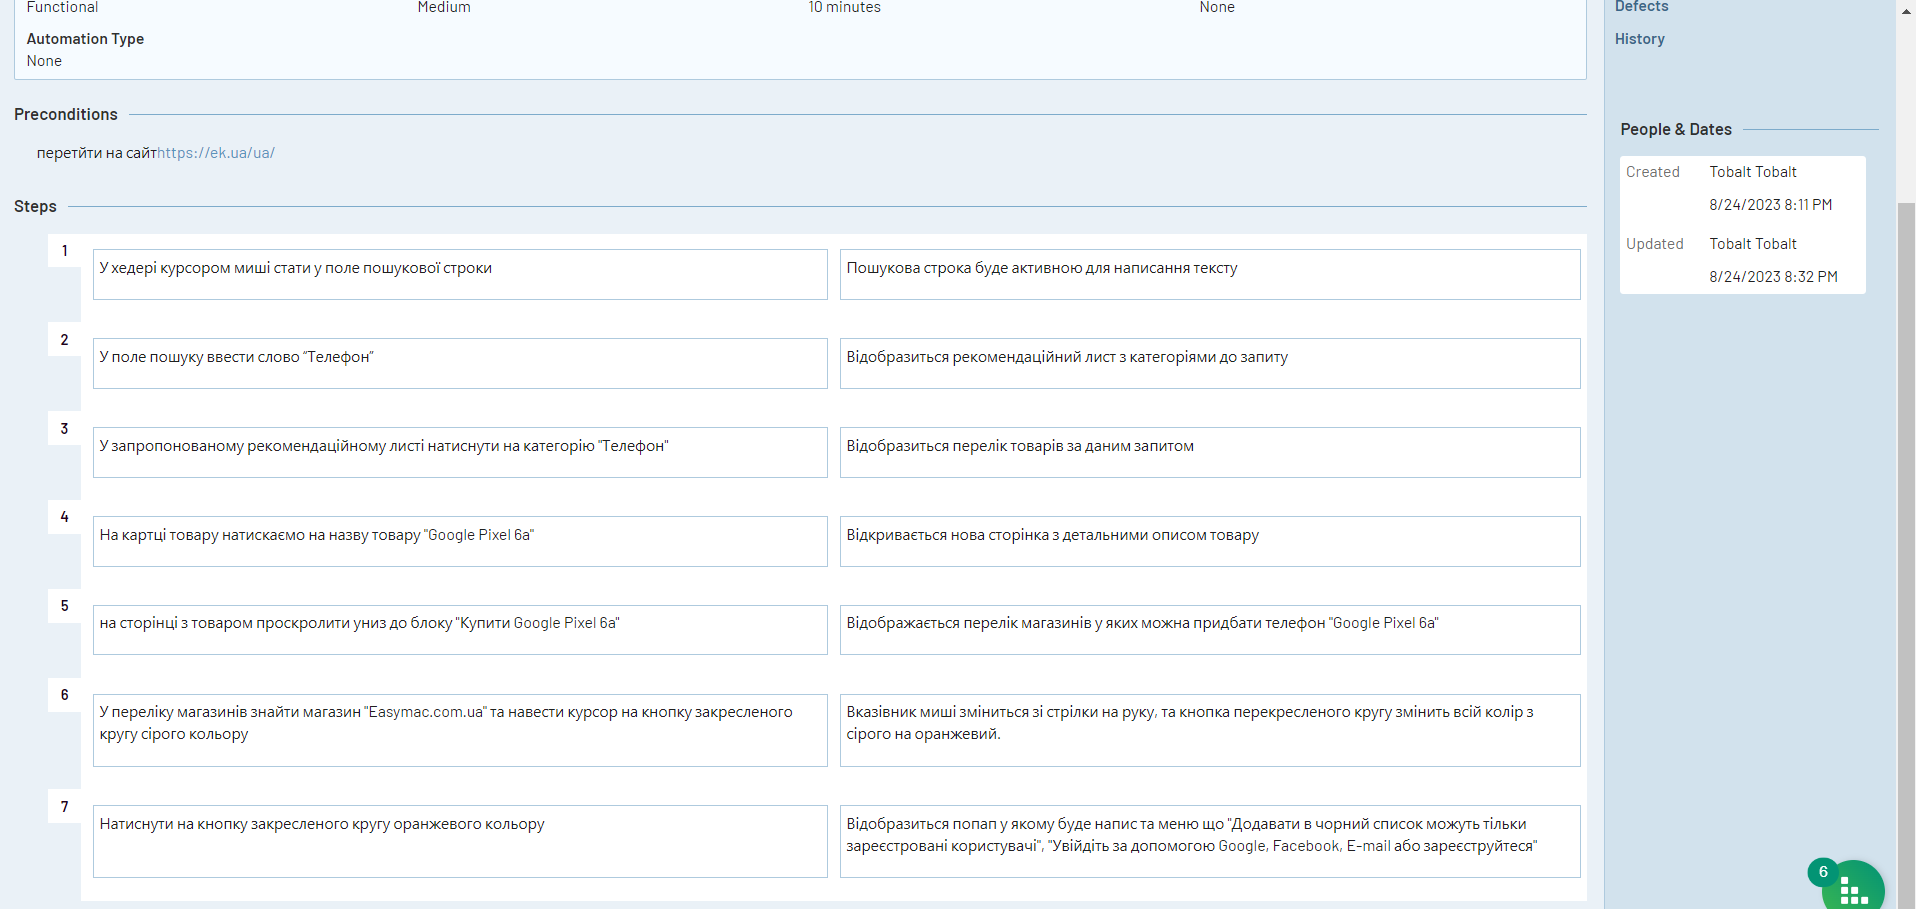 Functional Medium 10 minutes None
Automation Type
None
Preconditions
перетйти на сайтhttps://ek.ua/ua/
Steps
1
У хедері курсором миші стати у поле пошукової строки
Пошукова строка буде активною для написання тексту
2
У поле пошуку ввести слово “Телефон”
Відобразиться рекомендаційний лист з категоріями до запиту
3
У запропонованому рекомендаційному листі натиснути на категорію "Телефон"
Відобразиться перелік товарів за даним запитом
4
На картці товару натискаємо на назву товару "Google Pixel 6a"
Відкривається нова сторінка з детальними описом товару
5
на сторінці з товаром проскролити униз до блоку "Купити Google Pixel 6a"
Відображається перелік магазинів у яких можна придбати телефон "Google Pixel 6a"
6
У переліку магазинів знайти магазин "Easymac.com.ua" та навести курсор на кнопку закресленого
кругу сірого кольору
Вказівник миші зміниться зі стрілки на руку, та кнопка перекресленого кругу змінить всій колір з
сірого на оранжевий.
7
Натиснути на кнопку закресленого кругу оранжевого кольору
Відобразиться попап у якому буде напис та меню що "Додавати в чорний список можуть тільки
зареєстровані користувачі", "Увійдіть за допомогою Google, Facebook, E-mail або зареєструйтеся"
Defects
History
People & Dates
Created Tobalt Tobalt
8/24/2023 8:11 PM
Updated Tobalt Tobalt
8/24/2023 8:32 PM
6